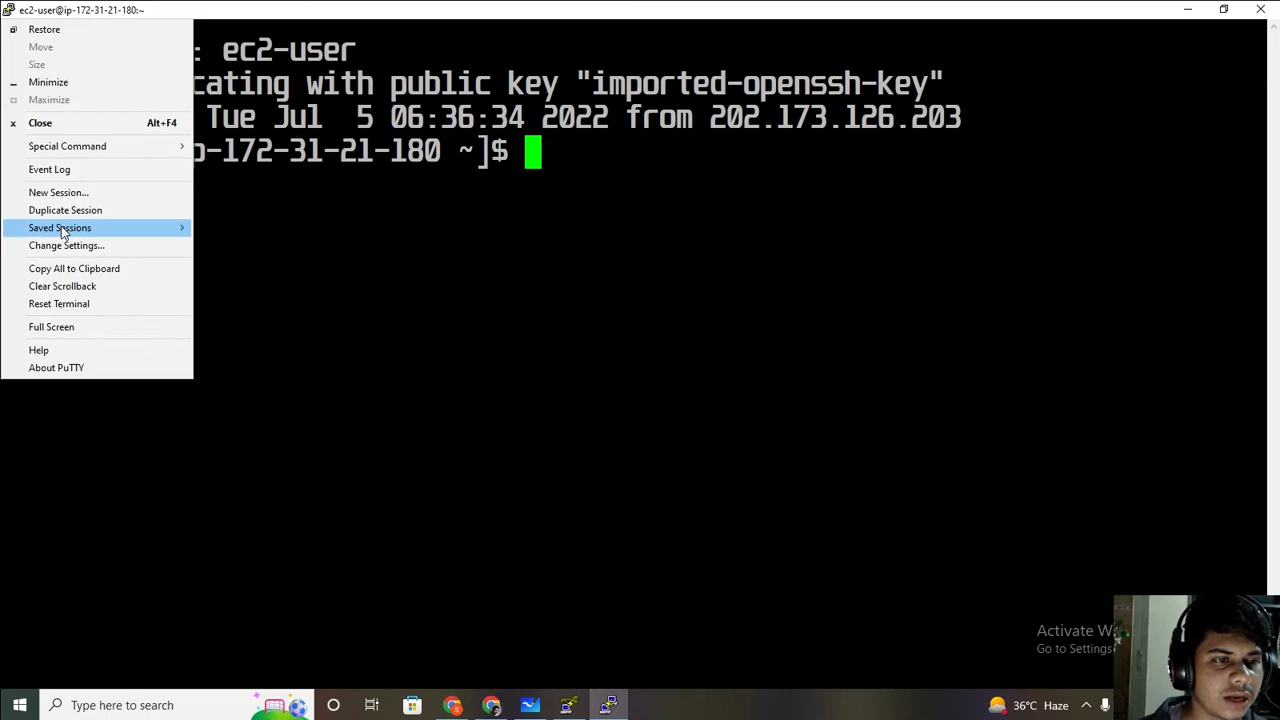 ec2-user@ip-172-31-21-180:~
Restore
Move
Size
Minimize
Maximize
Close Alt+F4
Special Command
Event Log
New Session...
Duplicate Session
Saved Sessions
Change Settings...
Copy All to Clipboard
Clear Scrollback
Reset Terminal
Full Screen
Help
About PuTTY
: ec2-user
cating with public key "imported-openssh-key"
Tue Jul 5 06:36:34 2022 from 202.173.126.203
p-172-31-21-180 ~]$
Activate W
Go to Settings
Type here to search
36°C Haze